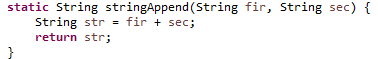 static String stringAppend(String fir, String sec) {
    String str = fir + sec;
    return str;
}